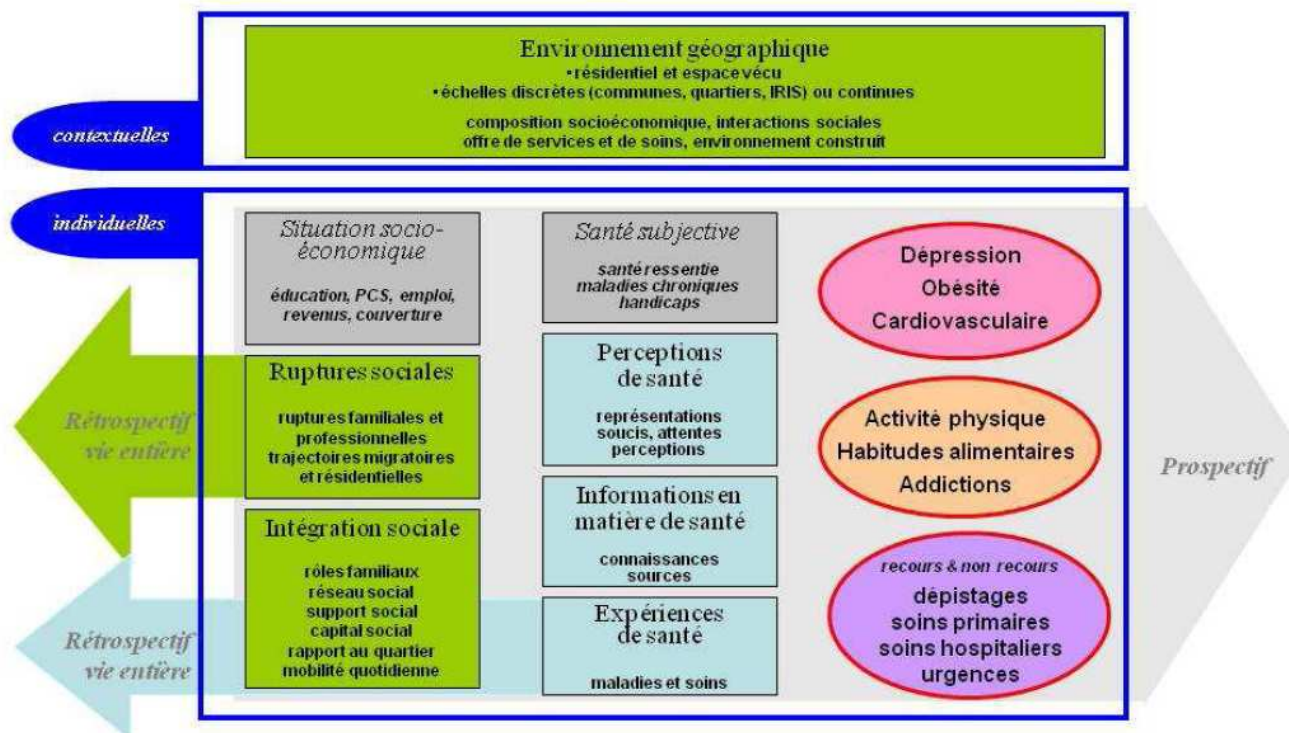 Environnement géographique
•résidentiel et espace vécu
•échelles discrètes (communes, quartiers, IRIS) ou continues
composition socioéconomique, interactions sociales
offre de services et de soins, environnement construit
contextuelles
individuelles
Situation socio-
économique
éducation, PCS, emploi,
revenus, couverture
Ruptures sociales
ruptures familiales et
professionnelles
trajectoires migratoires
et résidentielles
Intégration sociale
rôles familiaux
réseau social
support social
capital social
rapport au quartier
mobilité quotidienne
Santé subjective
santé ressentie
maladies chroniques
handicaps
Perceptions
de santé
représentations
soucis, attentes
perceptions
Informations en
matière de santé
connaissances
sources
Expériences
de santé
maladies et soins
Dépression
Obésité
Cardiovasculaire
Activité physique
Habitudes alimentaires
Addictions
recours & non recours
dépistages
soins primaires
soins hospitaliers
urgences
Rétrospectif
vie entière
Rétrospectif
vie entière
Prospectif